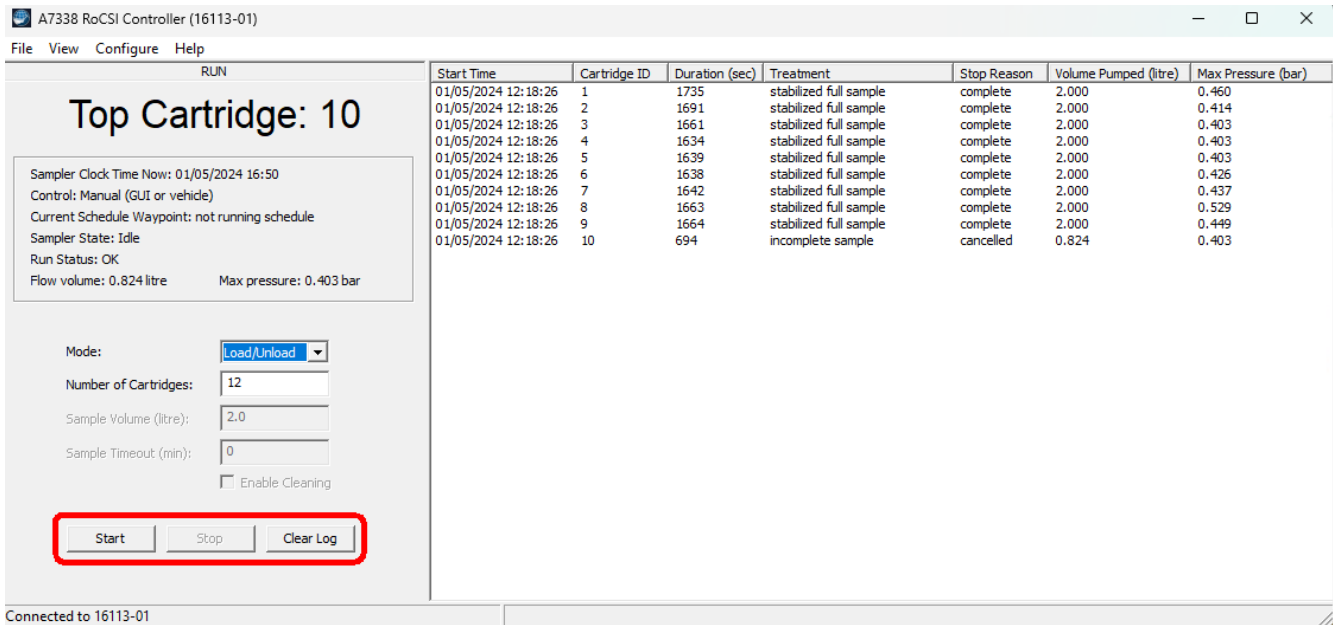 A7338 RoCSI Controller (16113-01)
File View Configure Help
RUN
Top Cartridge: 10
Sampler Clock Time Now: 01/05/2024 16:50
Control: Manual (GUI or vehicle)
Current Schedule Waypoint: not running schedule
Sampler State: Idle
Run Status: OK
Flow volume: 0.824 litre Max pressure: 0.403 bar
Mode: Load/Unload
Number of Cartridges: 12
Sample Volume (litre): 2.0
Sample Timeout (min): 0
Enable Cleaning
Start Stop Clear Log
Start Time Cartridge ID Duration (sec) Treatment Stop Reason Volume Pumped (litre) Max Pressure (bar)
01/05/2024 12:18:26 1 1735 stabilized full sample complete 2.000 0.460
01/05/2024 12:18:26 2 1691 stabilized full sample complete 2.000 0.414
01/05/2024 12:18:26 3 1661 stabilized full sample complete 2.000 0.403
01/05/2024 12:18:26 4 1634 stabilized full sample complete 2.000 0.403
01/05/2024 12:18:26 5 1639 stabilized full sample complete 2.000 0.403
01/05/2024 12:18:26 6 1638 stabilized full sample complete 2.000 0.426
01/05/2024 12:18:26 7 1642 stabilized full sample complete 2.000 0.437
01/05/2024 12:18:26 8 1663 stabilized full sample complete 2.000 0.529
01/05/2024 12:18:26 9 1664 stabilized full sample complete 2.000 0.449
01/05/2024 12:18:26 10 694 incomplete sample cancelled 0.824 0.403
Connected to 16113-01